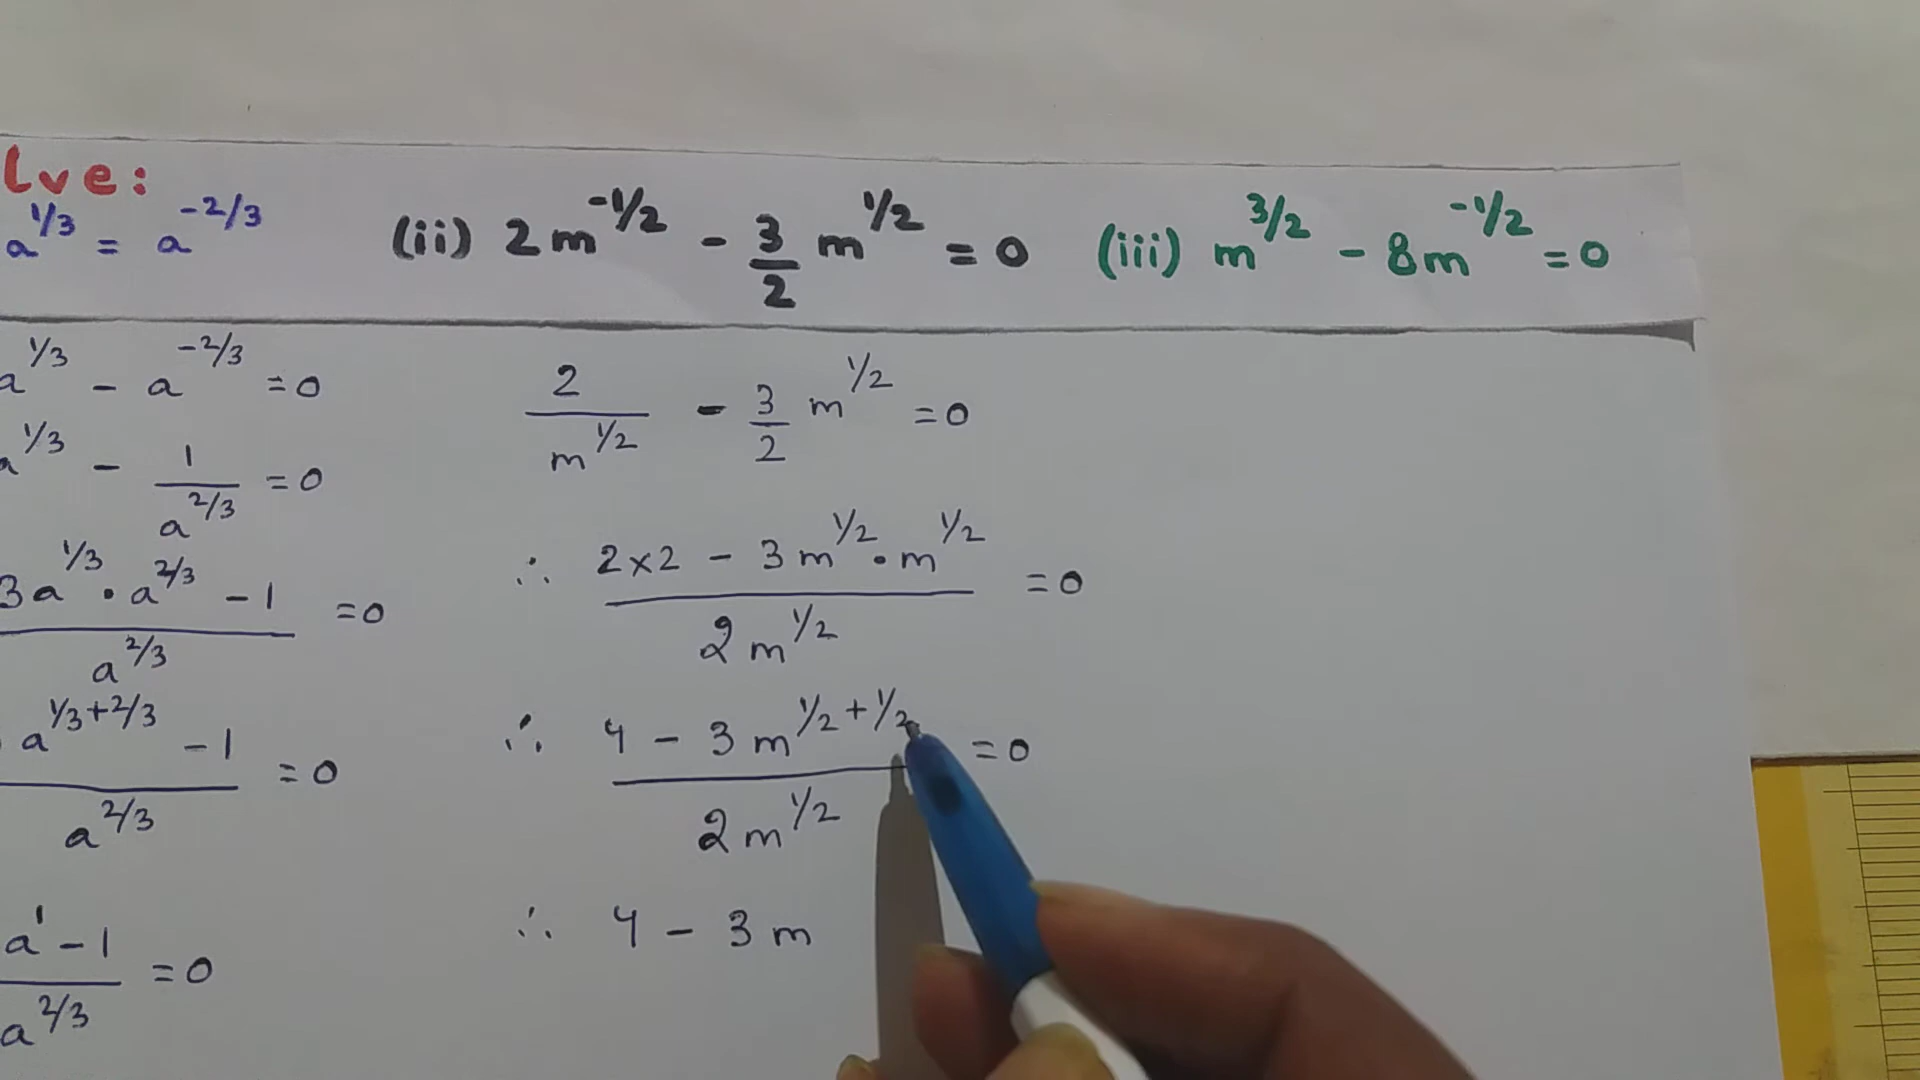 lve:
a^1/3 = a^-2/3 (ii) 2m^-1/2 - 3/2 m^1/2 = 0 (iii) m^3/2 - 8m^-1/2 = 0
a^1/3 - a^-2/3 = 0
a^1/3 - 1/a^2/3 = 0
3a^1/3 · a^2/3 - 1 / a^2/3 = 0
a^1/3+2/3 - 1 / a^2/3 = 0
a^1 - 1 / a^2/3 = 0
2/m^1/2 - 3/2 m^1/2 = 0
∴ 2×2 - 3m^1/2 · m^1/2 / 2m^1/2 = 0
∴ 4 - 3m^1/2+1/2 / 2m^1/2 = 0
∴ 4 - 3m